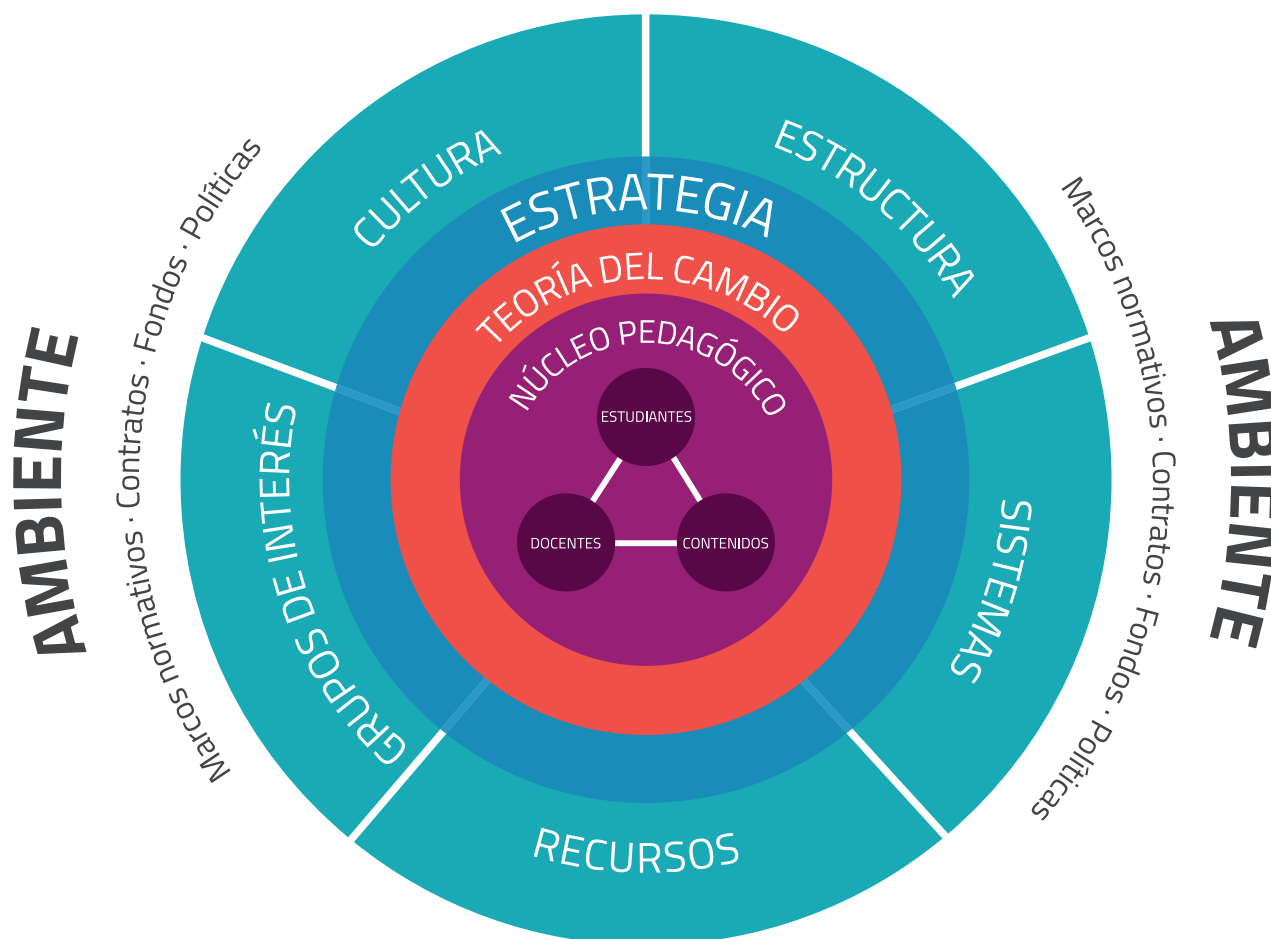 CULTURA
ESTRUCTURA
ESTRATEGIA
TEORÍA DEL CAMBIO
NÚCLEO PEDAGÓGICO
ESTUDIANTES
DOCENTES
CONTENIDOS
GRUPOS DE INTERÉS
SISTEMAS
RECURSOS
AMBIENTE
Marcos normativos · Contratos · Fondos · Políticas
Marcos normativos · Contratos · Fondos · Políticas
AMBIENTE